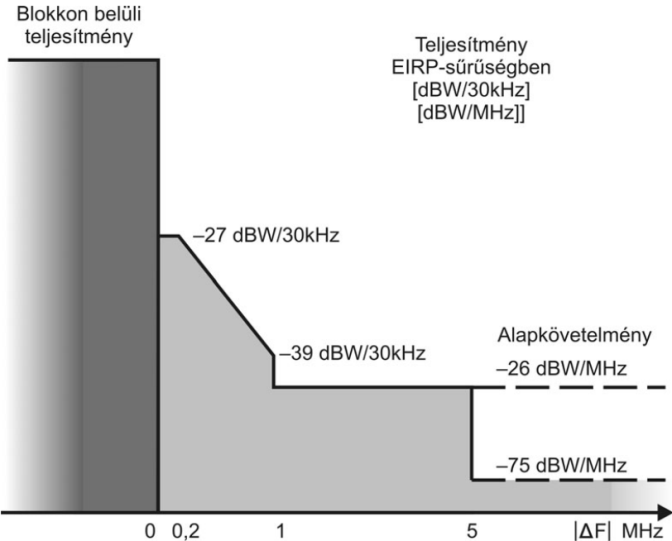 Blokkon belüli
teljesítmény
Teljesítmény
EIRP-sűrűségben
[dBW/30kHz]
[dBW/MHz]]
–27 dBW/30kHz
–39 dBW/30kHz
Alapkövetelmény
–26 dBW/MHz
–75 dBW/MHz
0 0,2 1 5 |ΔF| MHz